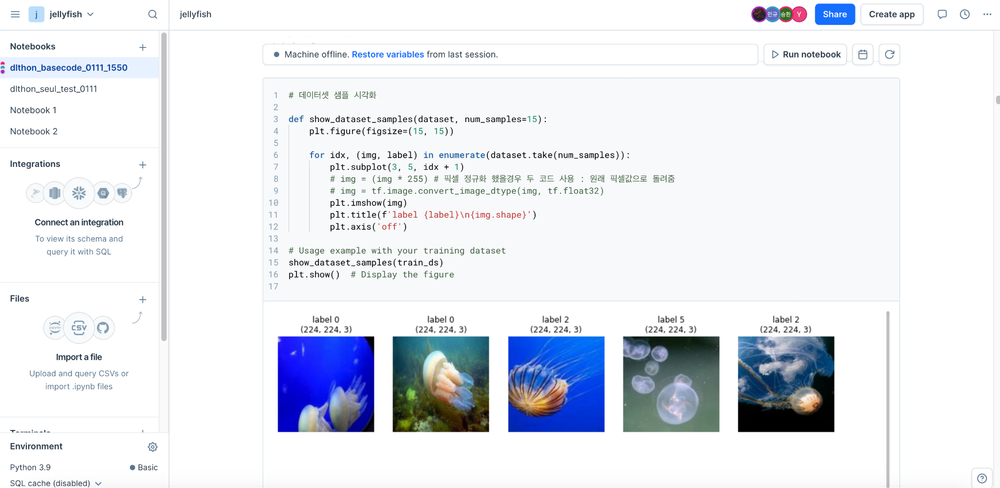 j jellyfish
jellyfish
민규 승환 Y
Share
Create app
Notebooks
dlthon_basecode_0111_1550
dlthon_seul_test_0111
Notebook 1
Notebook 2
Integrations
Connect an integration
To view its schema and
query it with SQL
Files
jupyter CSV
Import a file
Upload and query CSVs or
import .ipynb files
Terminals
Environment
Python 3.9 Basic
SQL cache (disabled)
Machine offline. Restore variables from last session.
Run notebook
1 # 데이터셋 샘플 시각화
2
3 def show_dataset_samples(dataset, num_samples=15):
4 plt.figure(figsize=(15, 15))
5
6 for idx, (img, label) in enumerate(dataset.take(num_samples)):
7 plt.subplot(3, 5, idx + 1)
8 # img = (img * 255) # 픽셀 정규화 했을경우 두 코드 사용 : 원래 픽셀값으로 돌려줌
9 # img = tf.image.convert_image_dtype(img, tf.float32)
10 plt.imshow(img)
11 plt.title(f'label {label}\n{img.shape}')
12 plt.axis('off')
13
14 # Usage example with your training dataset
15 show_dataset_samples(train_ds)
16 plt.show() # Display the figure
17
label 0 label 0 label 2 label 5 label 2
(224, 224, 3) (224, 224, 3) (224, 224, 3) (224, 224, 3) (224, 224, 3)